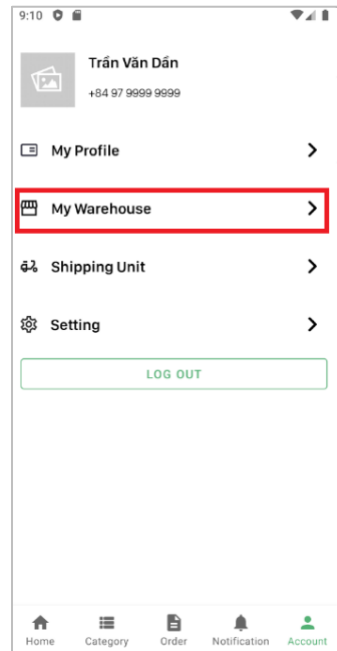 9:10
Trần Văn Dần
+84 97 9999 9999
My Profile
My Warehouse
Shipping Unit
Setting
LOG OUT
Home Category Order Notification Account